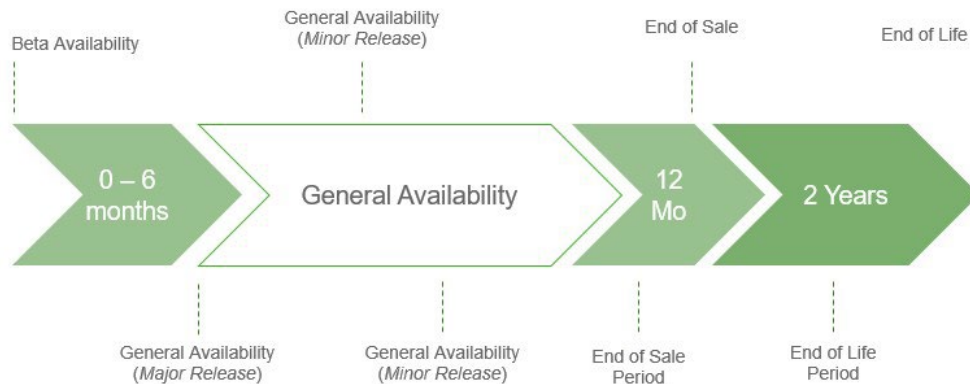 General Availability
(Minor Release)
Beta Availability
End of Sale
End of Life
0 – 6
months
General Availability
12
Mo
2 Years
General Availability
(Major Release)
General Availability
(Minor Release)
End of Sale
Period
End of Life
Period